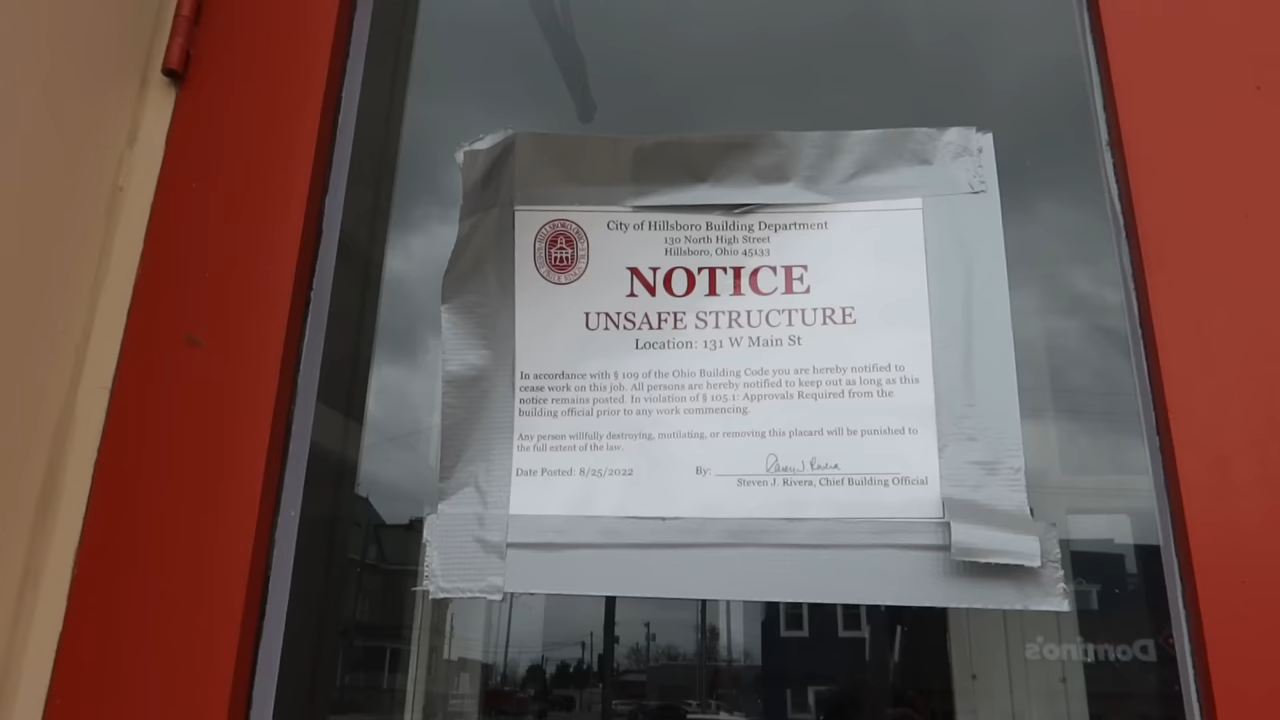 City of Hillsboro Building Department
130 North High Street
Hillsboro, Ohio 45133
NOTICE
UNSAFE STRUCTURE
Location: 131 W Main St
In accordance with § 109 of the Ohio Building Code you are hereby notified to
cease work on this job. All persons are hereby notified to keep out as long as this
notice remains posted. In violation of § 105.1: Approvals Required from the
building official prior to any work commencing.
Any person willfully destroying, mutilating, or removing this placard will be punished to
the full extent of the law.
Date Posted: 8/25/2022 By:
Steven J. Rivera, Chief Building Official
Domino's